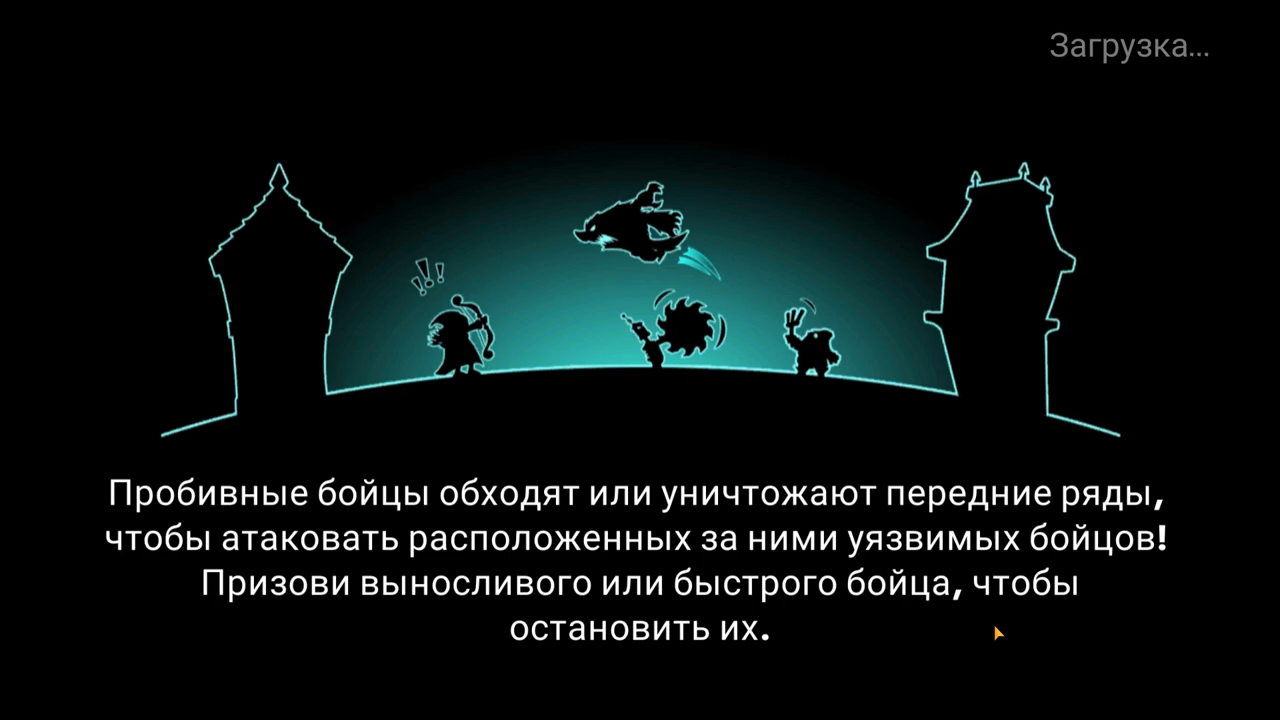 Загрузка...
!!!
Пробивные бойцы обходят или уничтожают передние ряды,
чтобы атаковать расположенных за ними уязвимых бойцов!
Призови выносливого или быстрого бойца, чтобы
остановить их.